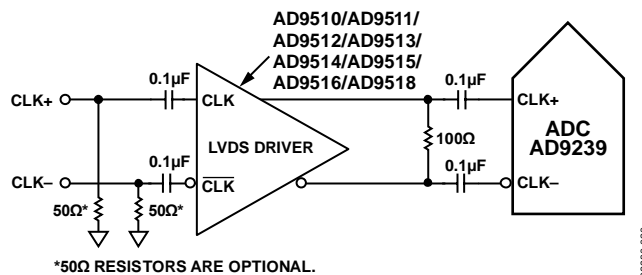 AD9510/AD9511/
AD9512/AD9513/
AD9514/AD9515/
AD9516/AD9518
0.1µF
0.1µF
CLK+
CLK
CLK+
ADC
AD9239
100Ω
LVDS DRIVER
0.1µF
0.1µF
CLK–
CLK
CLK–
50Ω*
50Ω*
*50Ω RESISTORS ARE OPTIONAL.